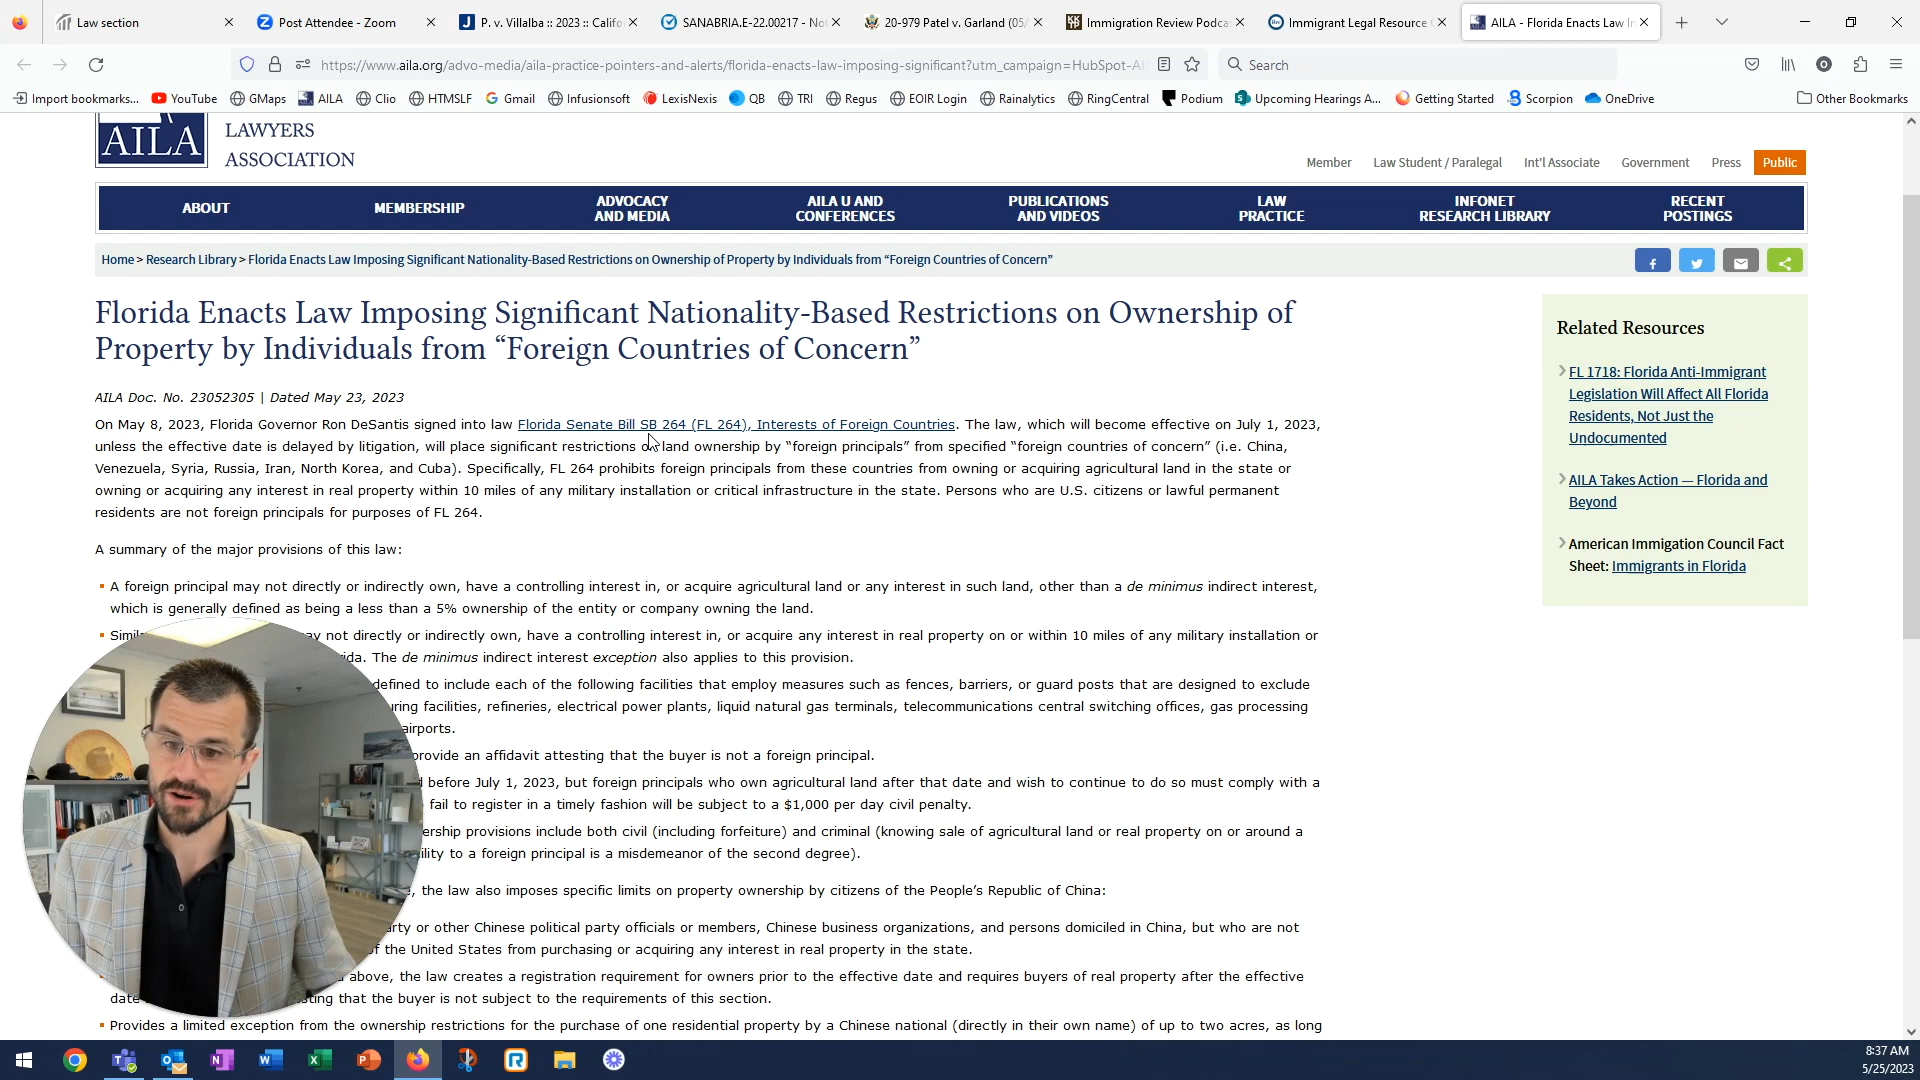 Law section
Post Attendee - Zoom
P. v. Villalba :: 2023 :: Califo
SANABRIA.E-22.00217 - No
20-979 Patel v. Garland (05/
Immigration Review Podca
Immigrant Legal Resource C
AILA - Florida Enacts Law I
https://www.aila.org/advo-media/aila-practice-pointers-and-alerts/florida-enacts-law-imposing-significant?utm_campaign=HubSpot-AI
Search
Import bookmarks...
YouTube
GMaps
AILA
Clio
HTMSLF
Gmail
Infusionsoft
LexisNexis
QB
TRI
Regus
EOIR Login
Rainalytics
RingCentral
Podium
Upcoming Hearings A...
Getting Started
Scorpion
OneDrive
Other Bookmarks
AILA
LAWYERS
ASSOCIATION
Member
Law Student / Paralegal
Int'l Associate
Government
Press
Public
ABOUT
MEMBERSHIP
ADVOCACY
AND MEDIA
AILA U AND
CONFERENCES
PUBLICATIONS
AND VIDEOS
LAW
PRACTICE
INFONET
RESEARCH LIBRARY
RECENT
POSTINGS
Home > Research Library > Florida Enacts Law Imposing Significant Nationality-Based Restrictions on Ownership of Property by Individuals from “Foreign Countries of Concern”
Florida Enacts Law Imposing Significant Nationality-Based Restrictions on Ownership of
Property by Individuals from “Foreign Countries of Concern”
AILA Doc. No. 23052305 | Dated May 23, 2023
On May 8, 2023, Florida Governor Ron DeSantis signed into law Florida Senate Bill SB 264 (FL 264), Interests of Foreign Countries. The law, which will become effective on July 1, 2023,
unless the effective date is delayed by litigation, will place significant restrictions on land ownership by “foreign principals” from specified “foreign countries of concern” (i.e. China,
Venezuela, Syria, Russia, Iran, North Korea, and Cuba). Specifically, FL 264 prohibits foreign principals from these countries from owning or acquiring agricultural land in the state or
owning or acquiring any interest in real property within 10 miles of any military installation or critical infrastructure in the state. Persons who are U.S. citizens or lawful permanent
residents are not foreign principals for purposes of FL 264.
A summary of the major provisions of this law:
A foreign principal may not directly or indirectly own, have a controlling interest in, or acquire agricultural land or any interest in such land, other than a de minimus indirect interest,
which is generally defined as being a less than a 5% ownership of the entity or company owning the land.
Simil ay not directly or indirectly own, have a controlling interest in, or acquire any interest in real property on or within 10 miles of any military installation or
ida. The de minimus indirect interest exception also applies to this provision.
defined to include each of the following facilities that employ measures such as fences, barriers, or guard posts that are designed to exclude
uring facilities, refineries, electrical power plants, liquid natural gas terminals, telecommunications central switching offices, gas processing
airports.
provide an affidavit attesting that the buyer is not a foreign principal.
d before July 1, 2023, but foreign principals who own agricultural land after that date and wish to continue to do so must comply with a
fail to register in a timely fashion will be subject to a $1,000 per day civil penalty.
ership provisions include both civil (including forfeiture) and criminal (knowing sale of agricultural land or real property on or around a
ility to a foreign principal is a misdemeanor of the second degree).
, the law also imposes specific limits on property ownership by citizens of the People’s Republic of China:
arty or other Chinese political party officials or members, Chinese business organizations, and persons domiciled in China, but who are not
of the United States from purchasing or acquiring any interest in real property in the state.
above, the law creates a registration requirement for owners prior to the effective date and requires buyers of real property after the effective
date sting that the buyer is not subject to the requirements of this section.
Provides a limited exception from the ownership restrictions for the purchase of one residential property by a Chinese national (directly in their own name) of up to two acres, as long
Related Resources
FL 1718: Florida Anti-Immigrant
Legislation Will Affect All Florida
Residents, Not Just the
Undocumented
AILA Takes Action — Florida and
Beyond
American Immigation Council Fact
Sheet: Immigrants in Florida
8:37 AM
5/25/2023